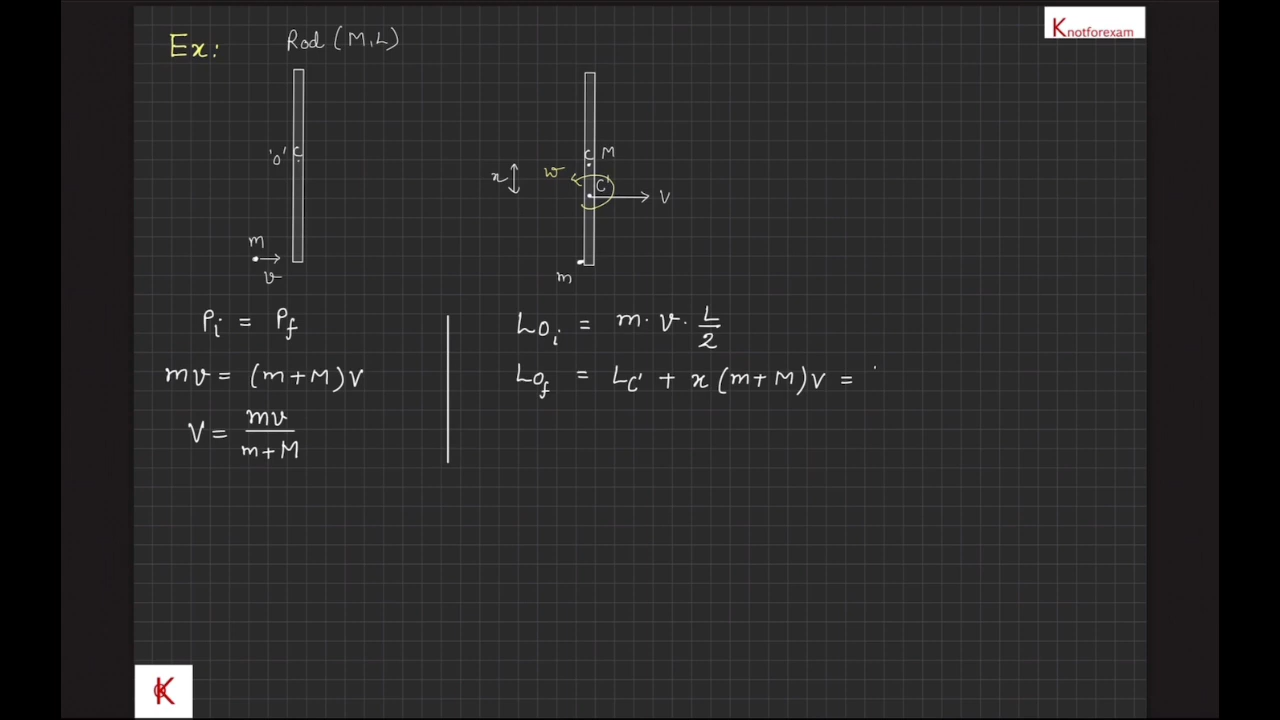 Ex:
Rod (M,L)
Knotforexam
'O' C
m
v
C M
x
ω
C'
V
m
Pi = Pf
mv = (m+M)V
V = mv/(m+M)
LOi = m·v·L/2
LOf = LC' + x(m+M)V =
K